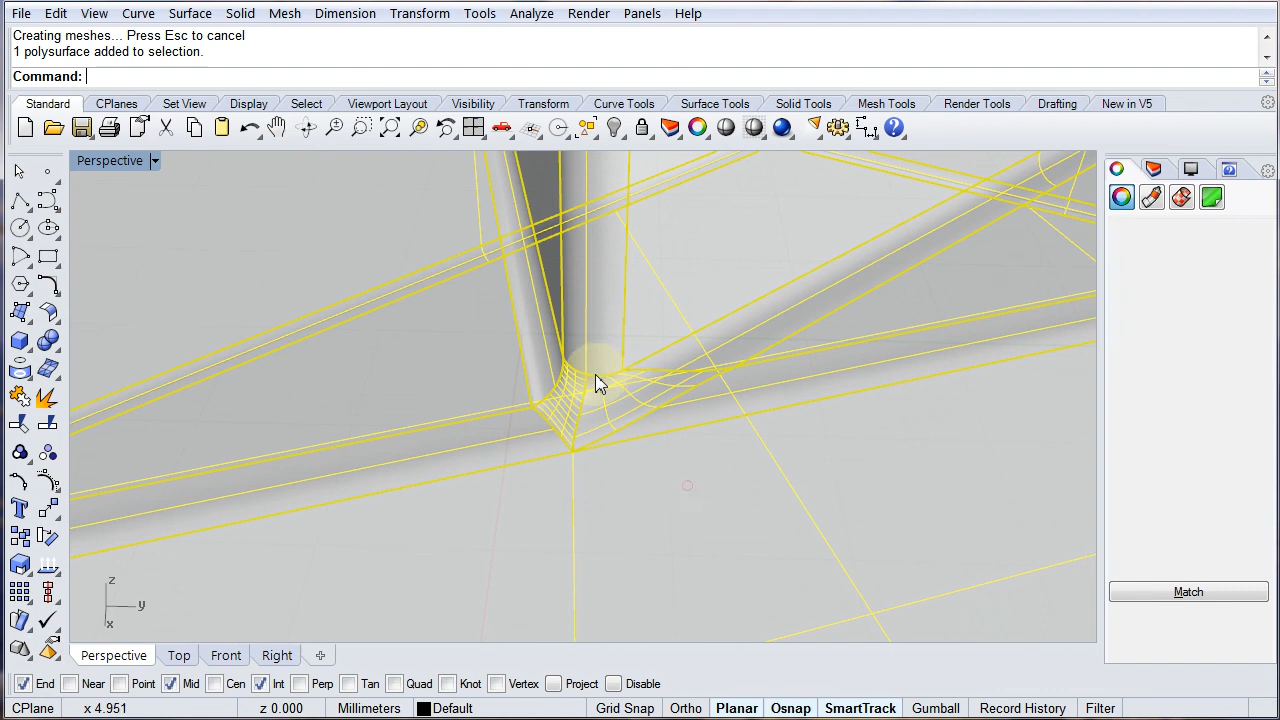 File Edit View Curve Surface Solid Mesh Dimension Transform Tools Analyze Render Panels Help
Creating meshes... Press Esc to cancel
1 polysurface added to selection.
Command:
Standard CPlanes Set View Display Select Viewport Layout Visibility Transform Curve Tools Surface Tools Solid Tools Mesh Tools Render Tools Drafting New in V5
Perspective
z
y
x
Match
Perspective Top Front Right
End Near Point Mid Cen Int Perp Tan Quad Knot Vertex Project Disable
CPlane x 4.951 z 0.000 Millimeters Default Grid Snap Ortho Planar Osnap SmartTrack Gumball Record History Filter